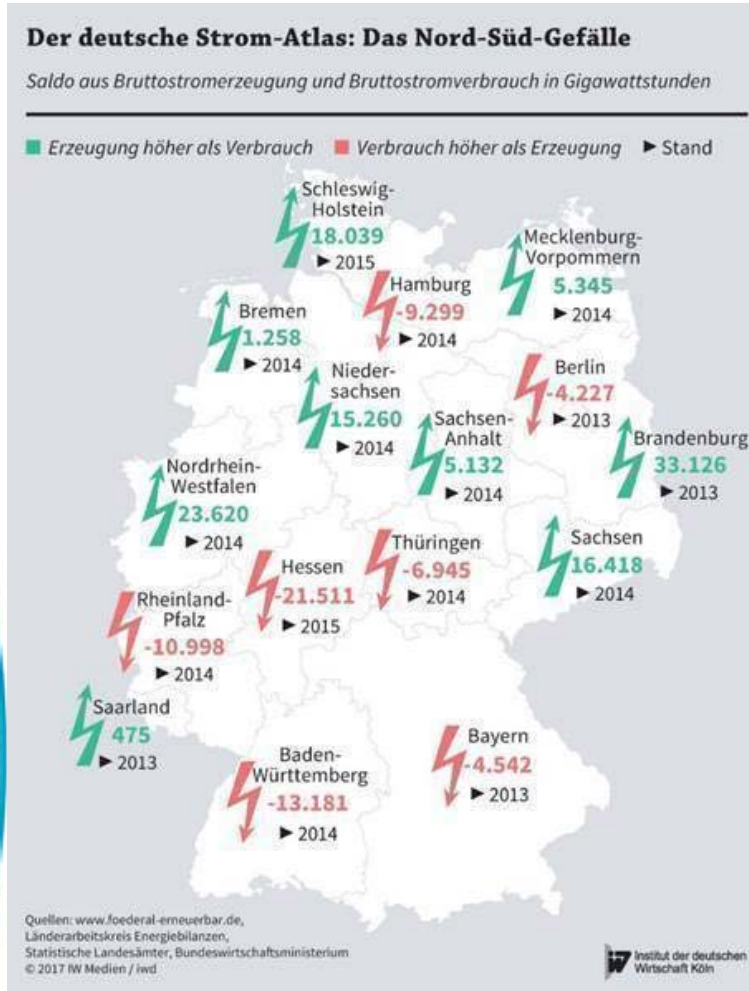 Der deutsche Strom-Atlas: Das Nord-Süd-Gefälle
Saldo aus Bruttostromerzeugung und Bruttostromverbrauch in Gigawattstunden
Erzeugung höher als Verbrauch Verbrauch höher als Erzeugung ▶ Stand
Schleswig-
Holstein
18.039
▶ 2015
Mecklenburg-
Vorpommern
5.345
▶ 2014
Hamburg
-9.299
▶ 2014
Bremen
1.258
▶ 2014
Nieder-
sachsen
15.260
▶ 2014
Berlin
-4.227
▶ 2013
Sachsen-
Anhalt
5.132
▶ 2014
Brandenburg
33.126
▶ 2013
Nordrhein-
Westfalen
23.620
▶ 2014
Hessen
-21.511
▶ 2015
Thüringen
-6.945
▶ 2014
Sachsen
16.418
▶ 2014
Rheinland-
Pfalz
-10.998
▶ 2014
Saarland
475
▶ 2013
Baden-
Württemberg
-13.181
▶ 2014
Bayern
-4.542
▶ 2013
Quellen: www.foederal-erneuerbar.de,
Länderarbeitskreis Energiebilanzen,
Statistische Landesämter, Bundeswirtschaftsministerium
© 2017 IW Medien / iwd
Institut der deutschen
Wirtschaft Köln